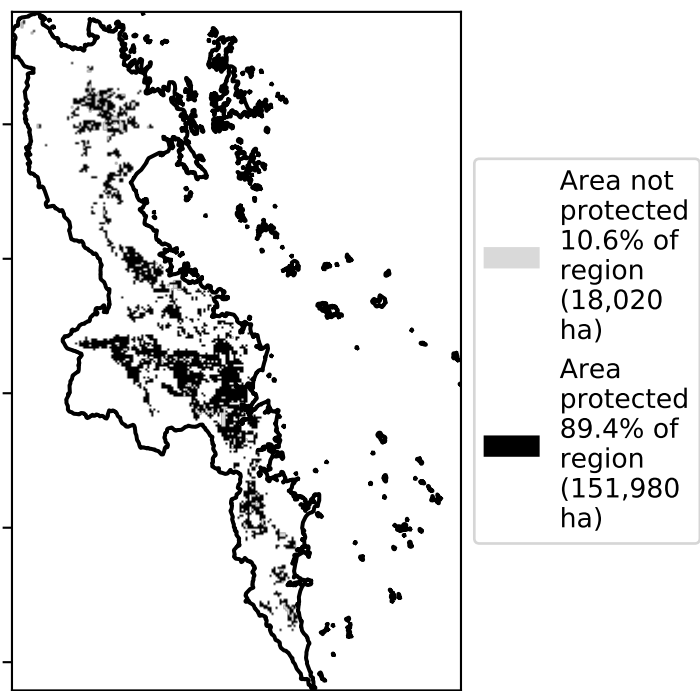 Area not
protected
10.6% of
region
(18,020
ha)
Area
protected
89.4% of
region
(151,980
ha)